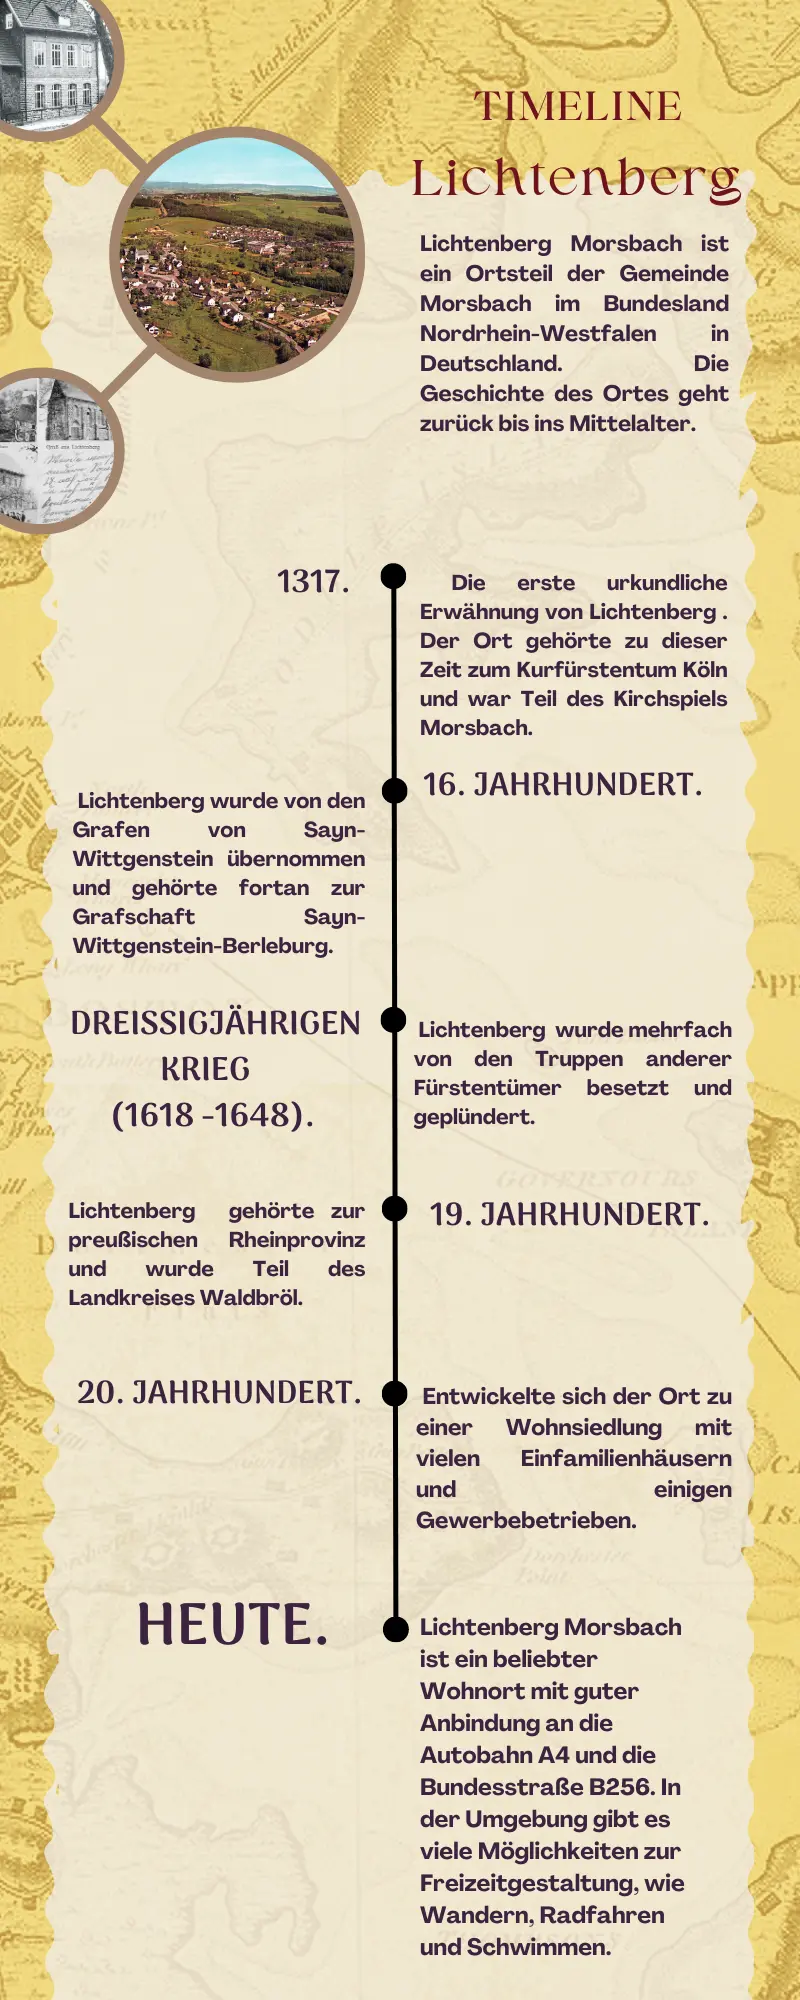 TIMELINE
Lichtenberg
Lichtenberg Morsbach ist
ein Ortsteil der Gemeinde
Morsbach im Bundesland
Nordrhein-Westfalen in
Deutschland. Die
Geschichte des Ortes geht
zurück bis ins Mittelalter.
Gruß aus Lichtenberg
1317.
Die erste urkundliche
Erwähnung von Lichtenberg .
Der Ort gehörte zu dieser
Zeit zum Kurfürstentum Köln
und war Teil des Kirchspiels
Morsbach.
16. JAHRHUNDERT.
Lichtenberg wurde von den
Grafen von Sayn-
Wittgenstein übernommen
und gehörte fortan zur
Grafschaft Sayn-
Wittgenstein-Berleburg.
DREISSIGJÄHRIGEN
KRIEG
(1618 -1648).
Lichtenberg wurde mehrfach
von den Truppen anderer
Fürstentümer besetzt und
geplündert.
19. JAHRHUNDERT.
Lichtenberg gehörte zur
preußischen Rheinprovinz
und wurde Teil des
Landkreises Waldbröl.
20. JAHRHUNDERT.
Entwickelte sich der Ort zu
einer Wohnsiedlung mit
vielen Einfamilienhäusern
und einigen
Gewerbebetrieben.
HEUTE.
Lichtenberg Morsbach
ist ein beliebter
Wohnort mit guter
Anbindung an die
Autobahn A4 und die
Bundesstraße B256. In
der Umgebung gibt es
viele Möglichkeiten zur
Freizeitgestaltung, wie
Wandern, Radfahren
und Schwimmen.